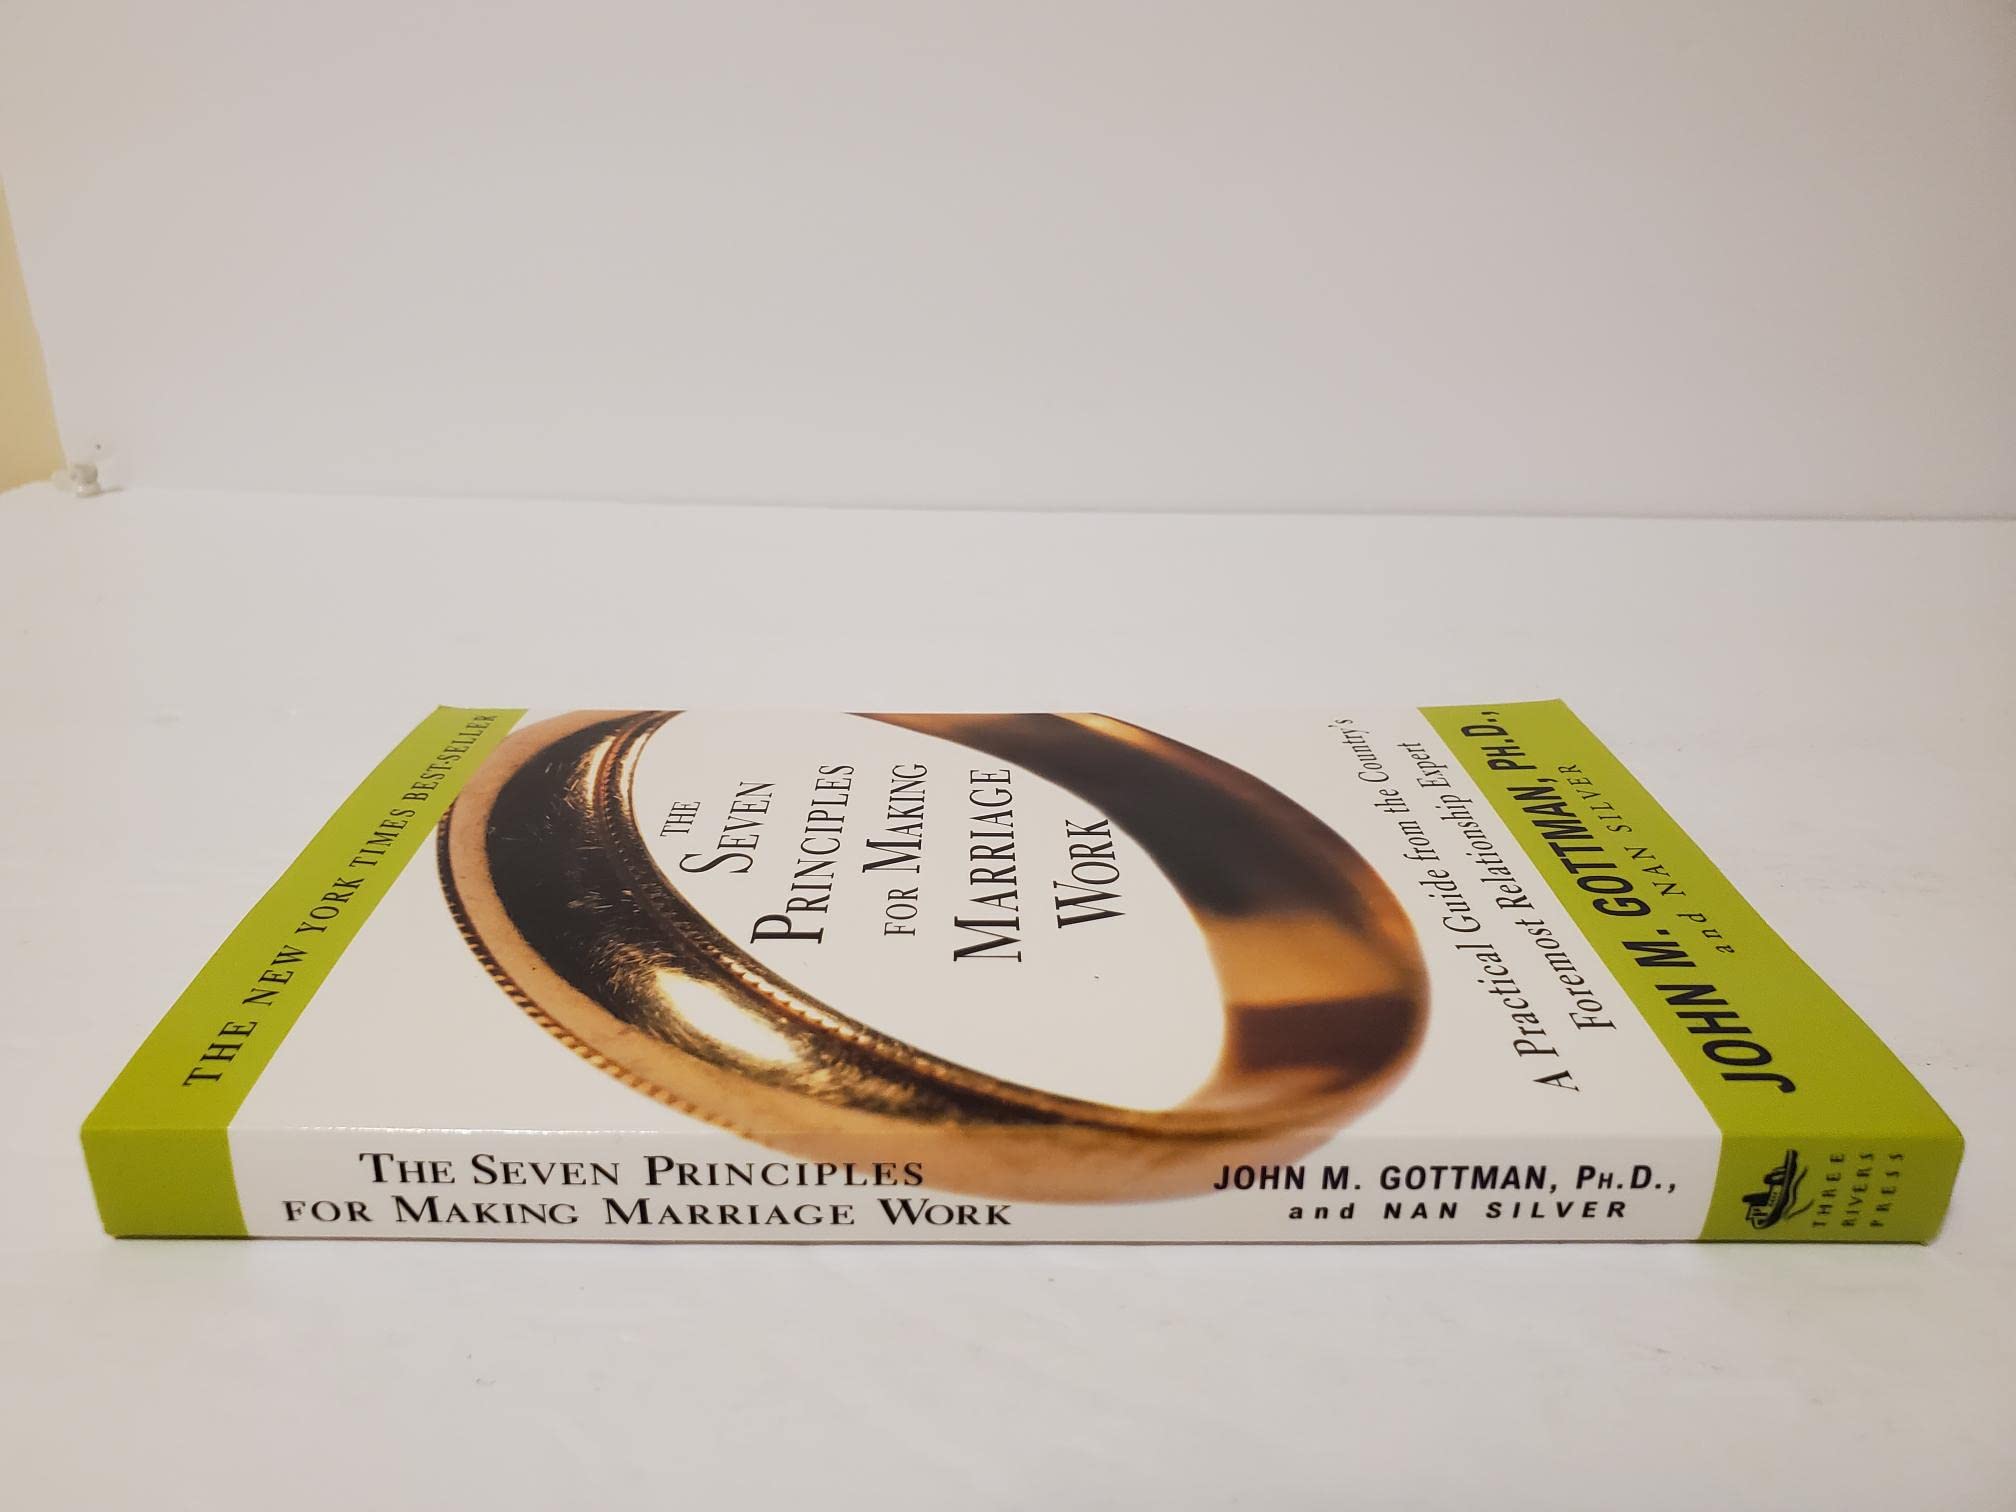 THE NEW YORK TIMES BEST-SELLER
THE
SEVEN
PRINCIPLES
FOR MAKING
MARRIAGE
WORK
A Practical Guide from the Country's
Foremost Relationship Expert
JOHN M. GOTTMAN, PH.D.,
and NAN SILVER
THE SEVEN PRINCIPLES
FOR MAKING MARRIAGE WORK
JOHN M. GOTTMAN, PH.D.,
and NAN SILVER
THREE
RIVERS
PRESS